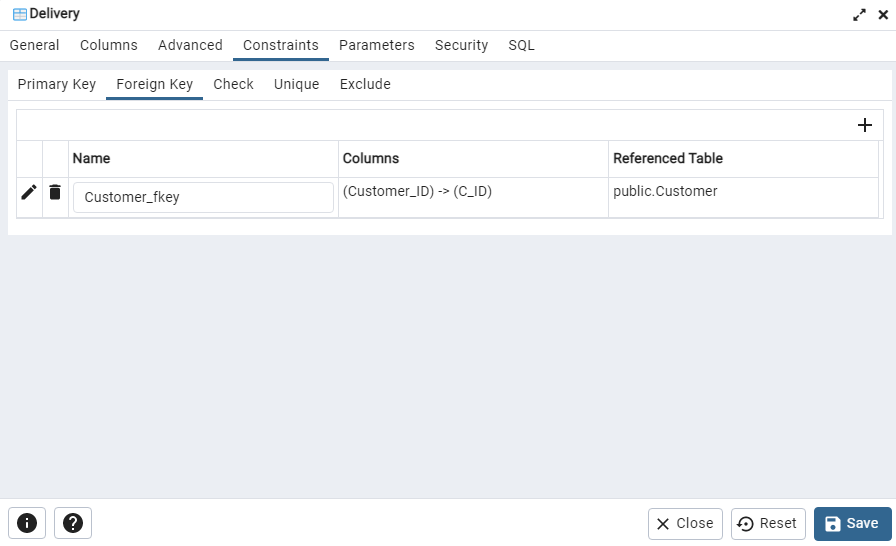 Delivery
General Columns Advanced Constraints Parameters Security SQL
Primary Key Foreign Key Check Unique Exclude
Name Columns Referenced Table
Customer_fkey (Customer_ID) -> (C_ID) public.Customer
Close Reset Save